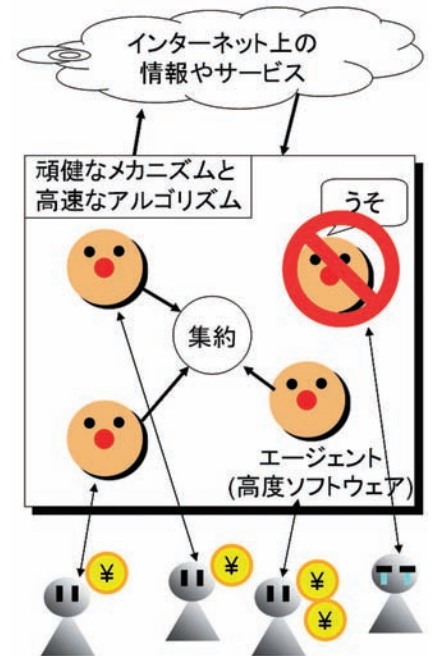 インターネット上の
情報やサービス
頑健なメカニズムと
高速なアルゴリズム
うそ
集約
エージェント
(高度ソフトウェア)
¥
¥
¥
¥